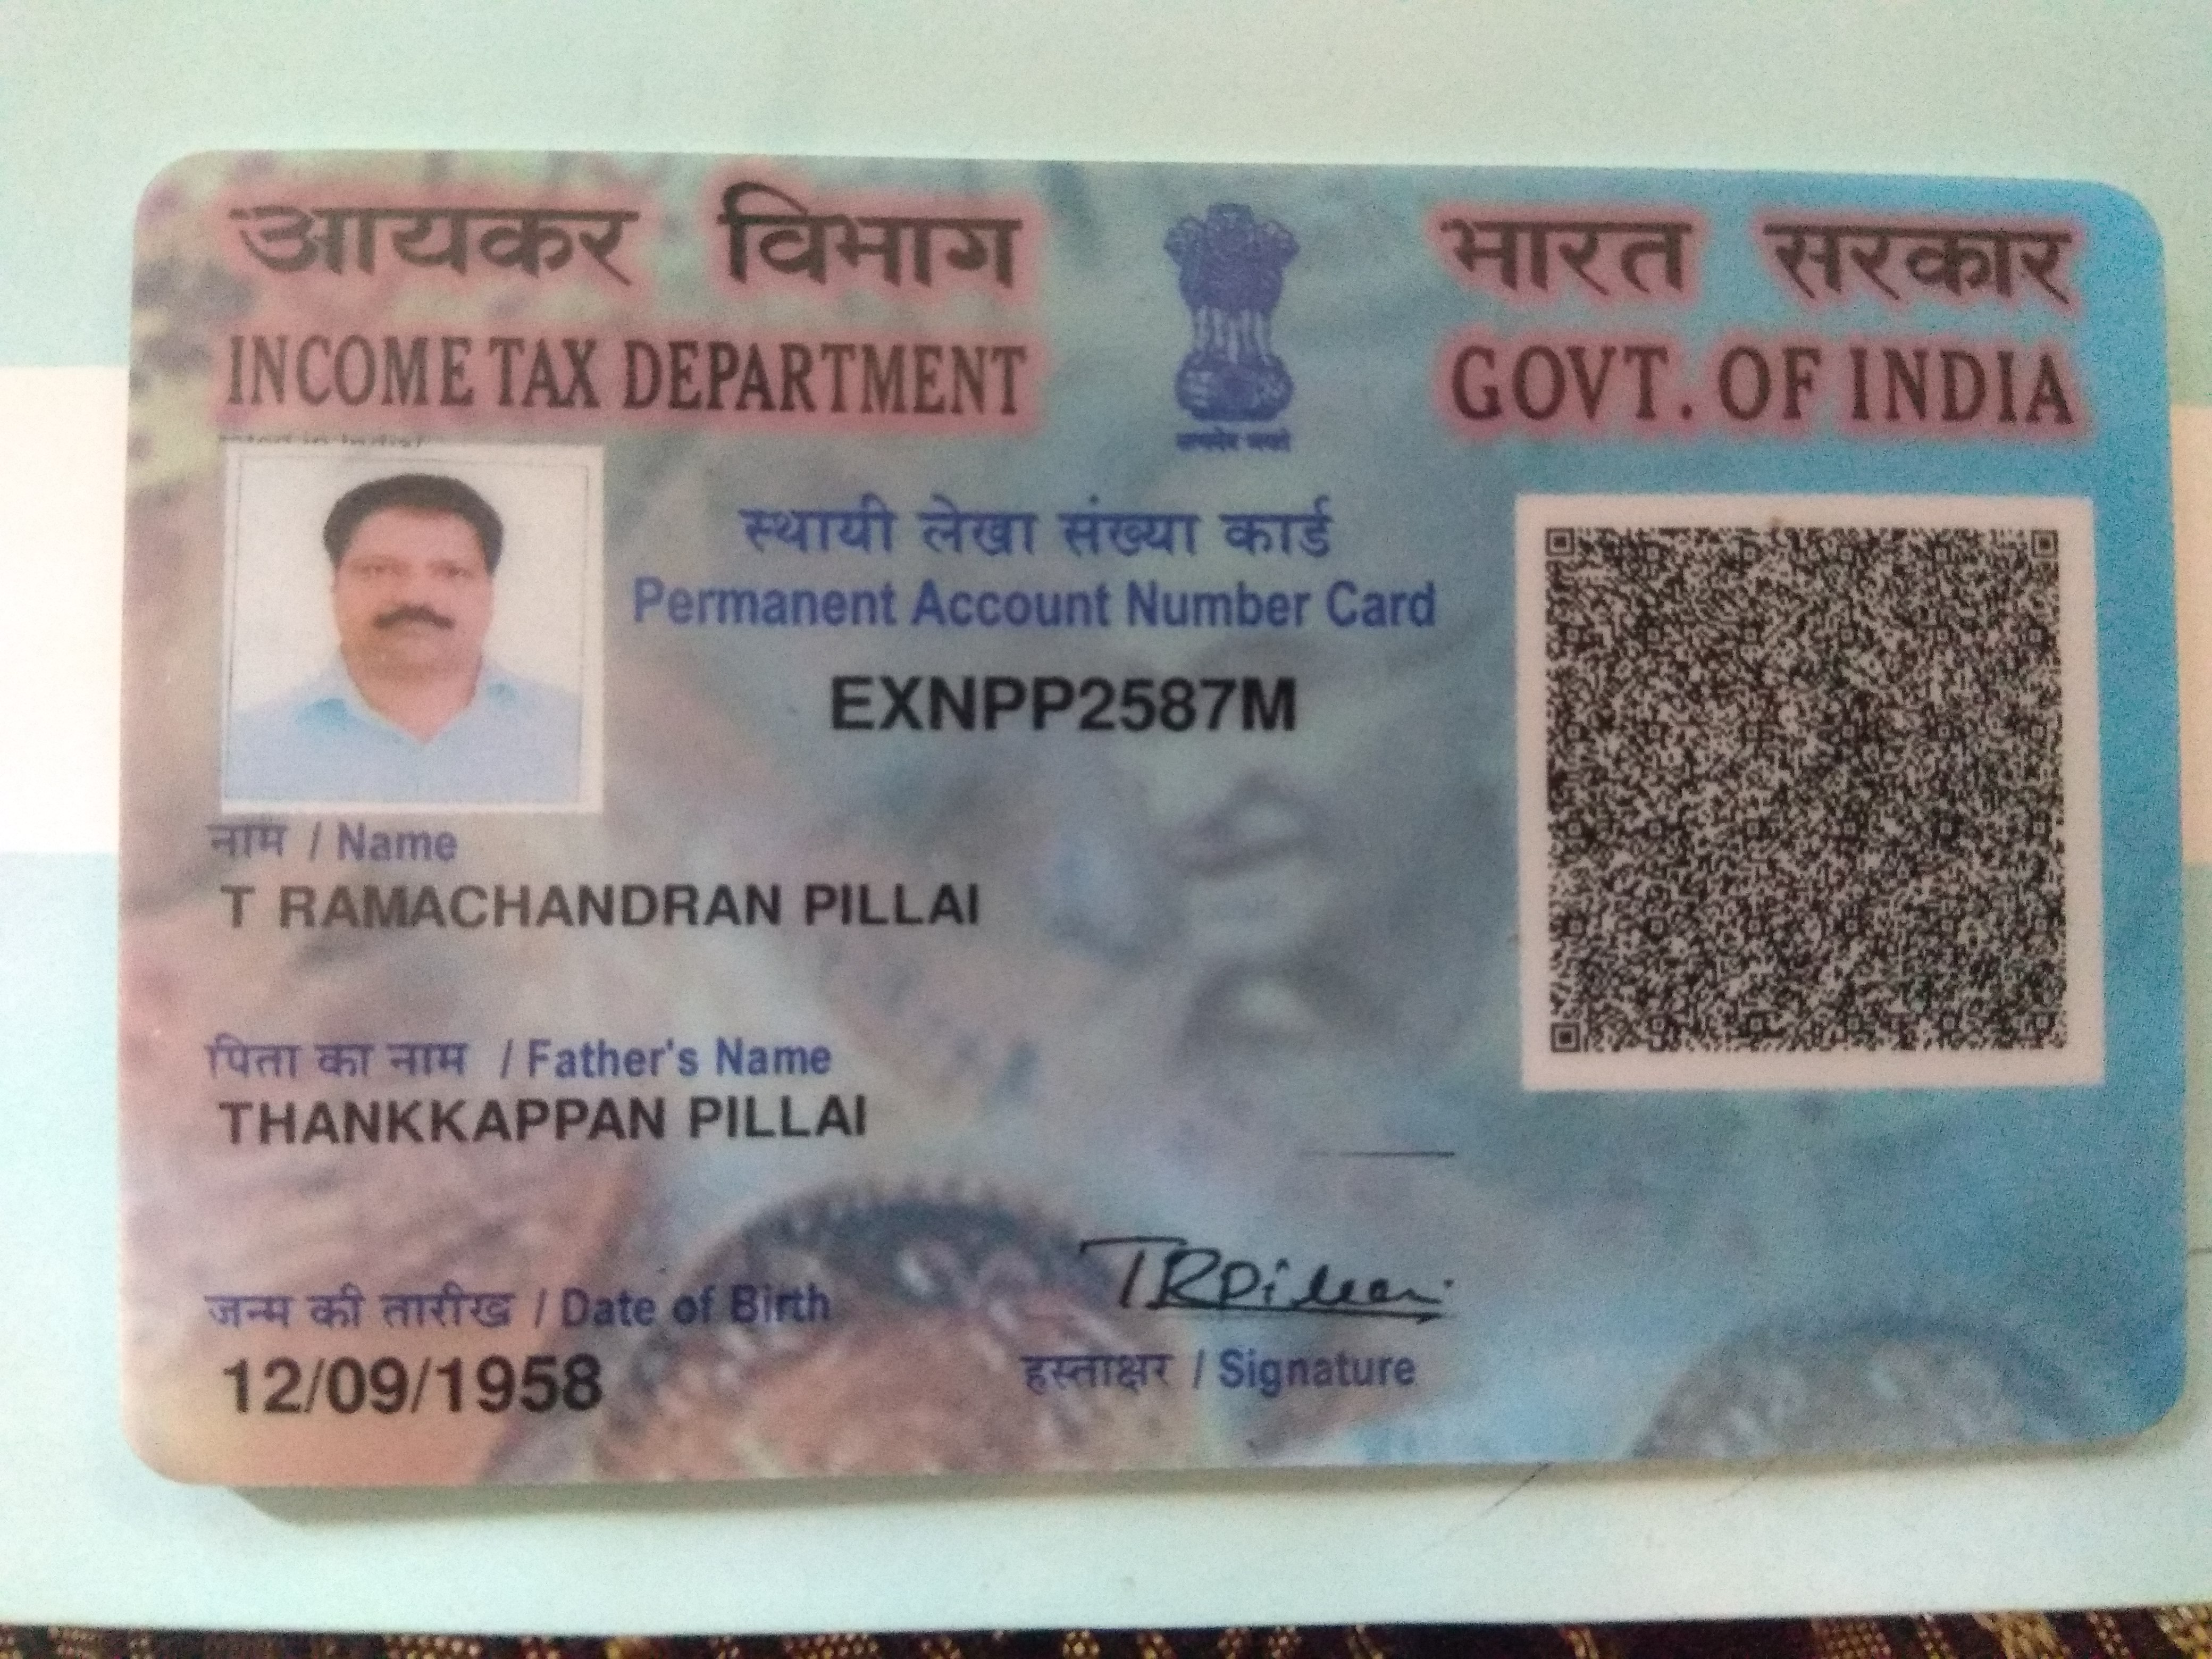 आयकर विभाग
INCOME TAX DEPARTMENT
भारत सरकार
GOVT. OF INDIA
सत्यमेव जयते
स्थायी लेखा संख्या कार्ड
Permanent Account Number Card
EXNPP2587M
नाम / Name
T RAMACHANDRAN PILLAI
पिता का नाम / Father's Name
THANKKAPPAN PILLAI
जन्म की तारीख / Date of Birth
12/09/1958
TRPillai
हस्ताक्षर / Signature